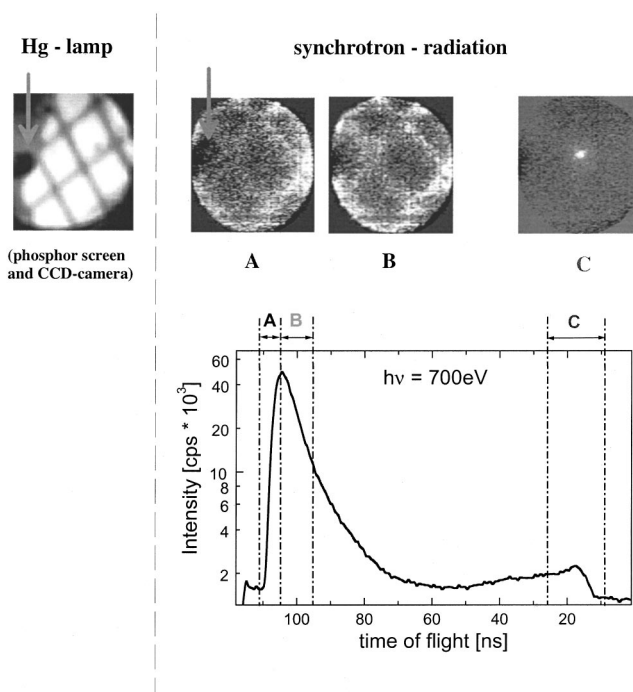 Hg - lamp
synchrotron - radiation
(phosphor screen
and CCD-camera)
A
B
C
A
B
C
hν = 700eV
Intensity [cps * 10³]
60
40
20
10
8
6
4
2
100
80
60
40
20
time of flight [ns]